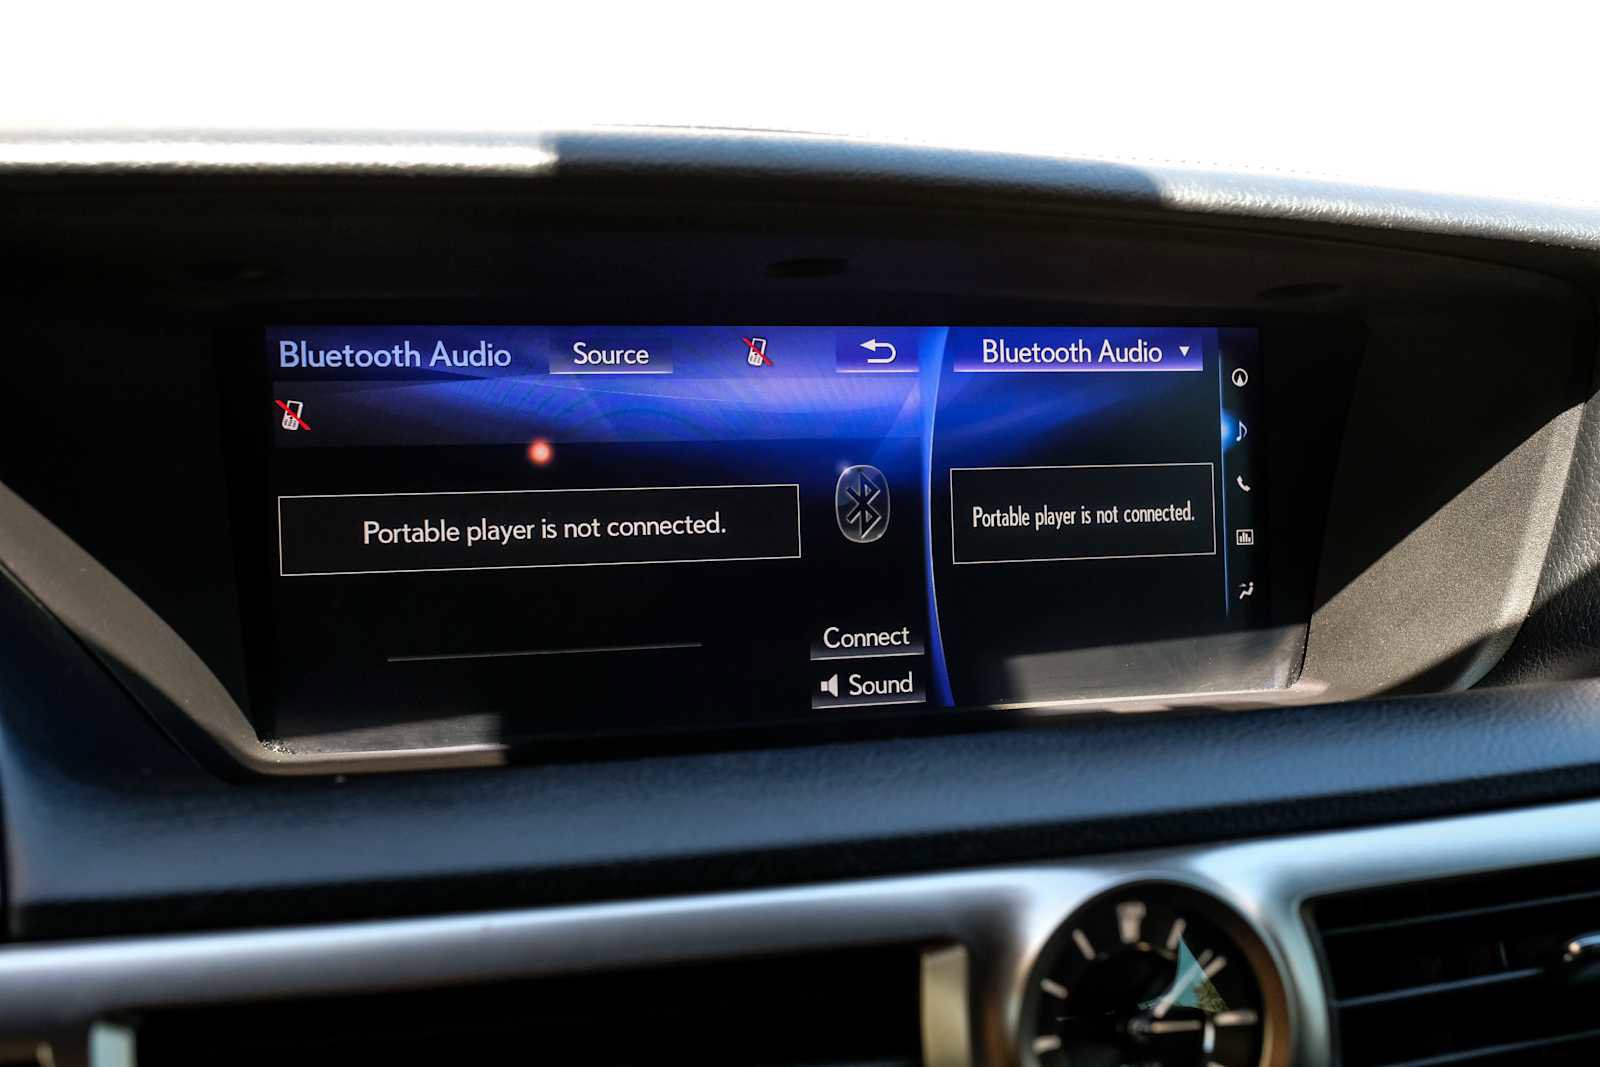 Bluetooth Audio
Source
Bluetooth Audio
Portable player is not connected.
Portable player is not connected.
Connect
Sound